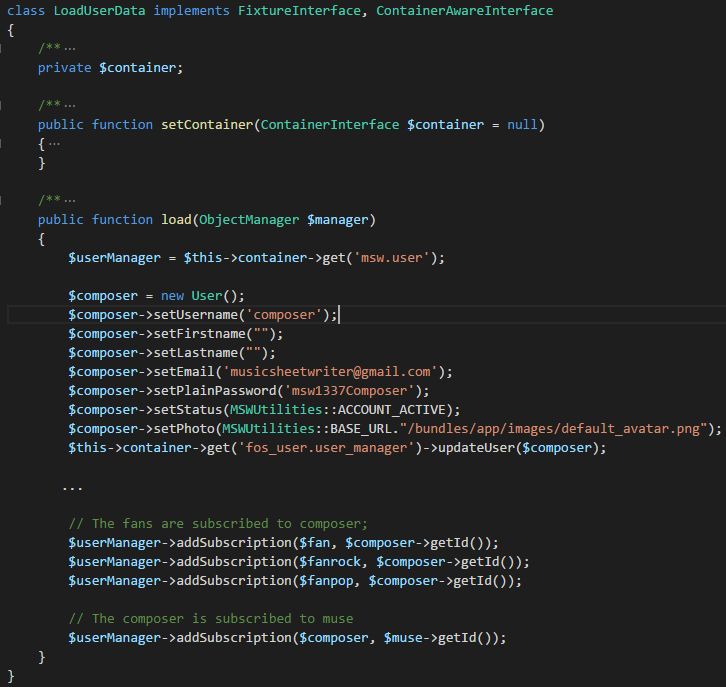 class LoadUserData implements FixtureInterface, ContainerAwareInterface
{
    /**···
    private $container;

    /**···
    public function setContainer(ContainerInterface $container = null)
    {···
    }

    /**···
    public function load(ObjectManager $manager)
    {
        $userManager = $this->container->get('msw.user');

        $composer = new User();
        $composer->setUsername('composer');
        $composer->setFirstname("");
        $composer->setLastname("");
        $composer->setEmail('musicsheetwriter@gmail.com');
        $composer->setPlainPassword('msw1337Composer');
        $composer->setStatus(MSWUtilities::ACCOUNT_ACTIVE);
        $composer->setPhoto(MSWUtilities::BASE_URL."/bundles/app/images/default_avatar.png");
        $this->container->get('fos_user.user_manager')->updateUser($composer);

       ...

        // The fans are subscribed to composer;
        $userManager->addSubscription($fan, $composer->getId());
        $userManager->addSubscription($fanrock, $composer->getId());
        $userManager->addSubscription($fanpop, $composer->getId());

        // The composer is subscribed to muse
        $userManager->addSubscription($composer, $muse->getId());
    }
}